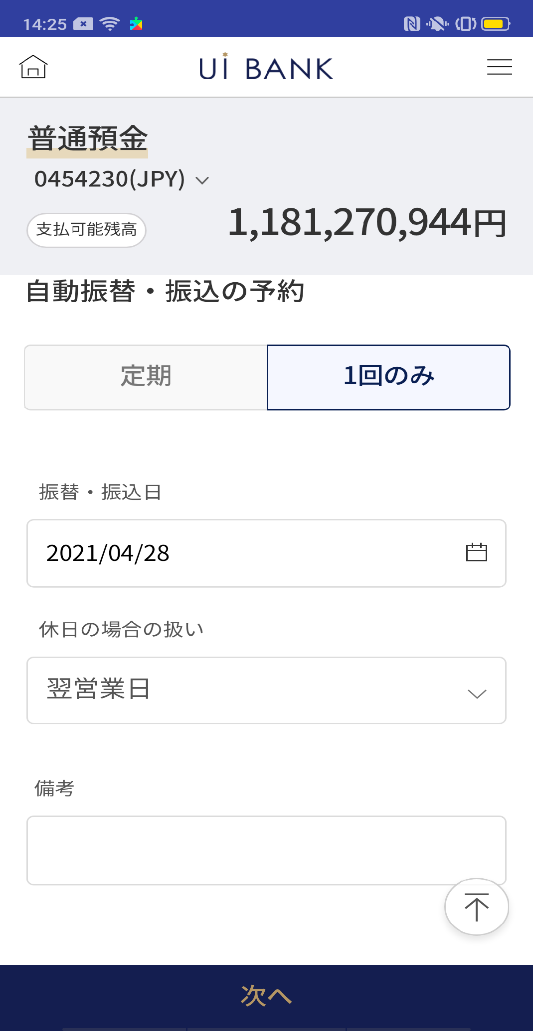 14:25
UI BANK
普通預金
0454230(JPY)
支払可能残高
1,181,270,944円
自動振替・振込の予約
定期
1回のみ
振替・振込日
2021/04/28
休日の場合の扱い
翌営業日
備考
次へ